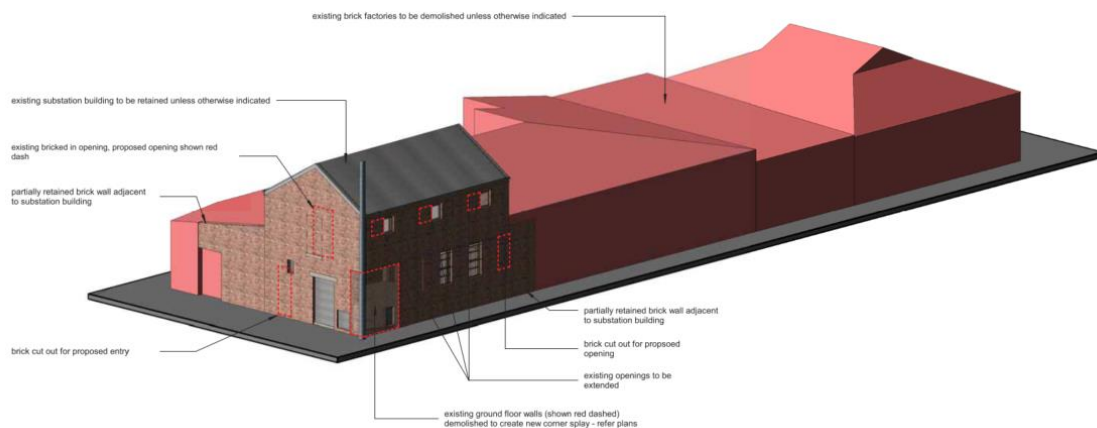 existing brick factories to be demolished unless otherwise indicated
existing substation building to be retained unless otherwise indicated
existing bricked in opening, proposed opening shown red
dash
partially retained brick wall adjacent
to substation building
partially retained brick wall adjacent
to substation building
brick cut out for proposed entry
brick cut out for propsoed
opening
existing openings to be
extended
existing ground floor walls (shown red dashed)
demolished to create new corner splay - refer plans